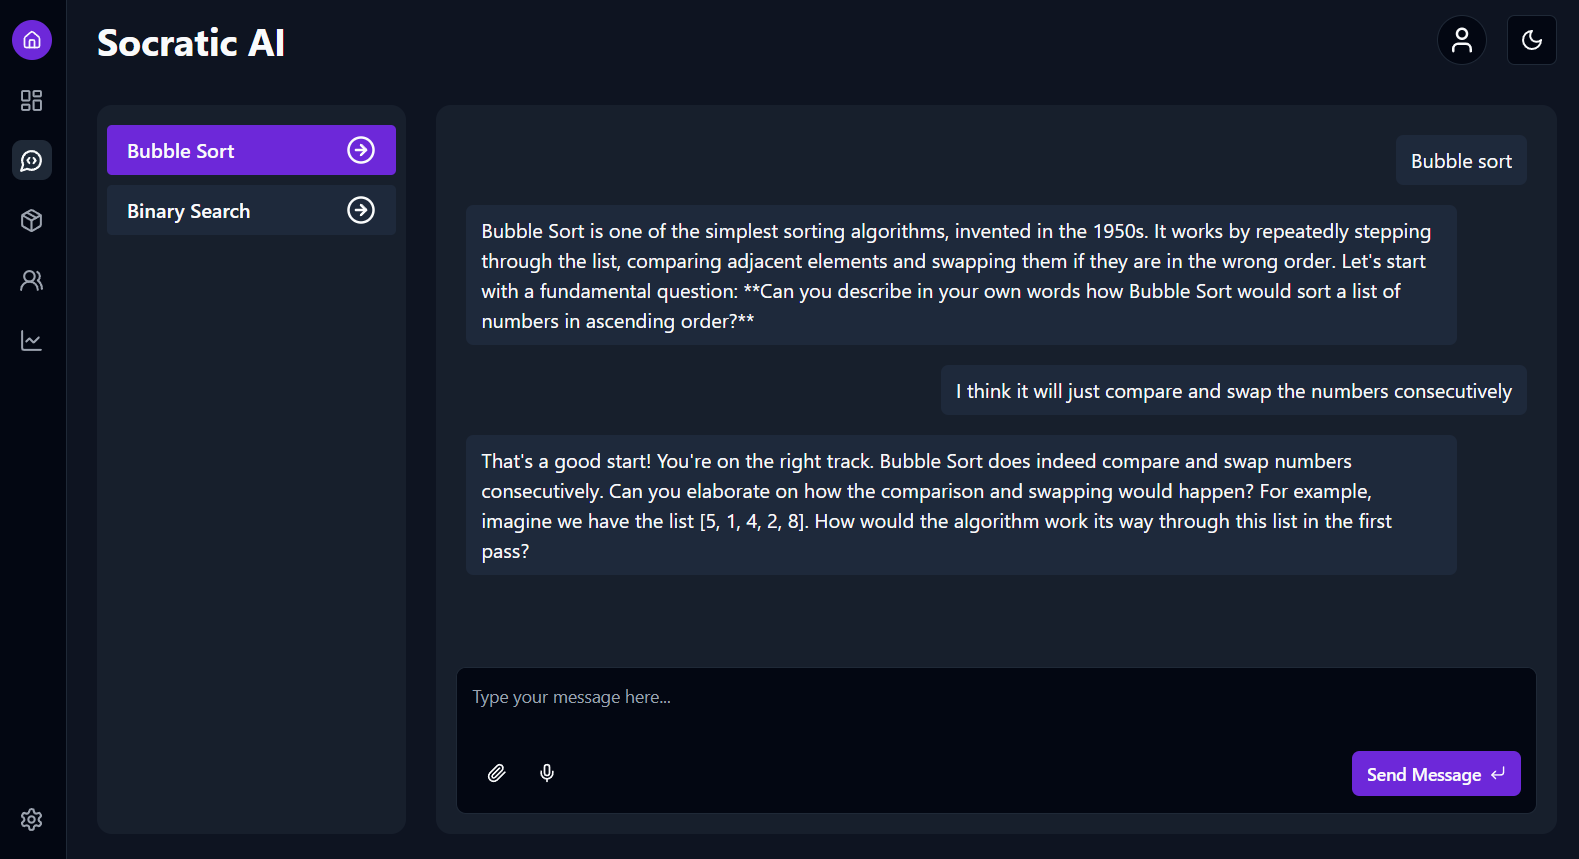 Socratic AI
Bubble Sort
Binary Search
Bubble sort
Bubble Sort is one of the simplest sorting algorithms, invented in the 1950s. It works by repeatedly stepping
through the list, comparing adjacent elements and swapping them if they are in the wrong order. Let's start
with a fundamental question: **Can you describe in your own words how Bubble Sort would sort a list of
numbers in ascending order?**
I think it will just compare and swap the numbers consecutively
That's a good start! You're on the right track. Bubble Sort does indeed compare and swap numbers
consecutively. Can you elaborate on how the comparison and swapping would happen? For example,
imagine we have the list [5, 1, 4, 2, 8]. How would the algorithm work its way through this list in the first
pass?
Type your message here...
Send Message